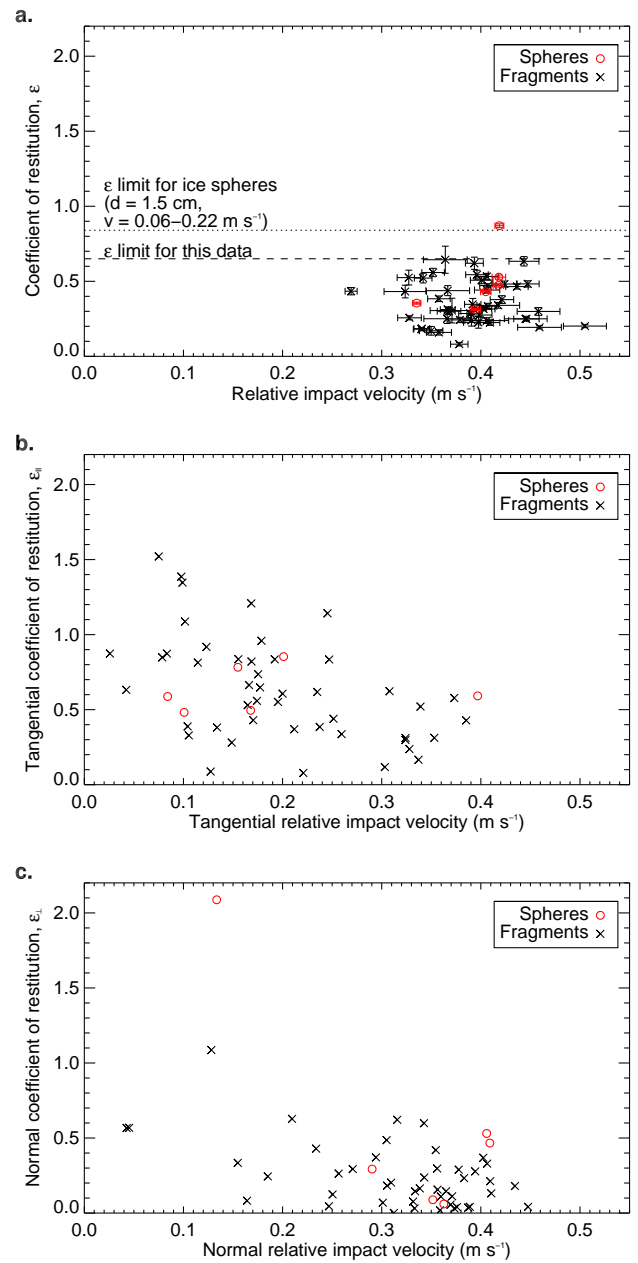 a.
2.0
1.5
1.0
0.5
0.0
Coefficient of restitution, ε
Spheres
Fragments
ε limit for ice spheres
(d = 1.5 cm,
v = 0.06–0.22 m s⁻¹)
ε limit for this data
0.0 0.1 0.2 0.3 0.4 0.5
Relative impact velocity (m s⁻¹)
b.
2.0
1.5
1.0
0.5
0.0
Tangential coefficient of restitution, ε∥
Spheres
Fragments
0.0 0.1 0.2 0.3 0.4 0.5
Tangential relative impact velocity (m s⁻¹)
c.
2.0
1.5
1.0
0.5
0.0
Normal coefficient of restitution, ε⊥
Spheres
Fragments
0.0 0.1 0.2 0.3 0.4 0.5
Normal relative impact velocity (m s⁻¹)